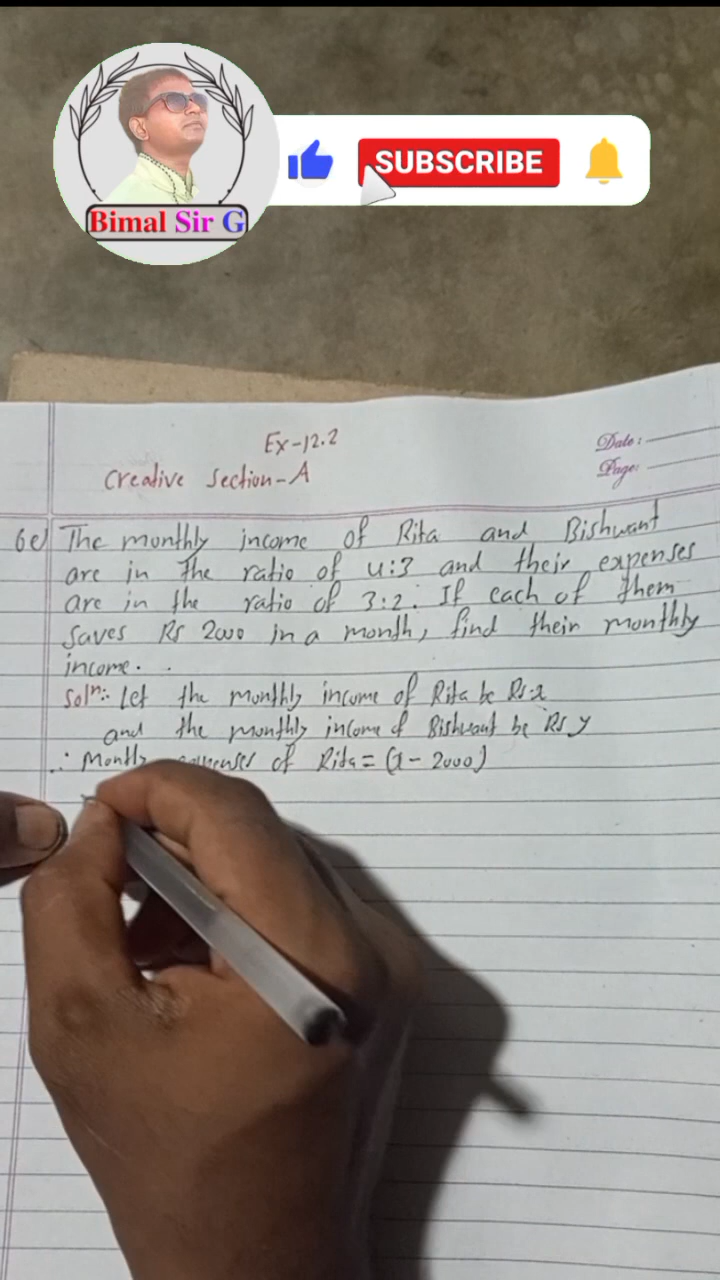 Bimal Sir G
SUBSCRIBE
Ex-12.2
Date:
Page:
Creative Section-A
6e) The monthly income of Rita and Bishwant
are in the ratio of 4:3 and their expenses
are in the ratio of 3:2. If each of them
saves Rs 2000 in a month, find their monthly
income.
Solⁿ:- Let the monthly income of Rita be Rs x
and the monthly income of Bishwant be Rs y
∴ Montly of Rita = (x - 2000)